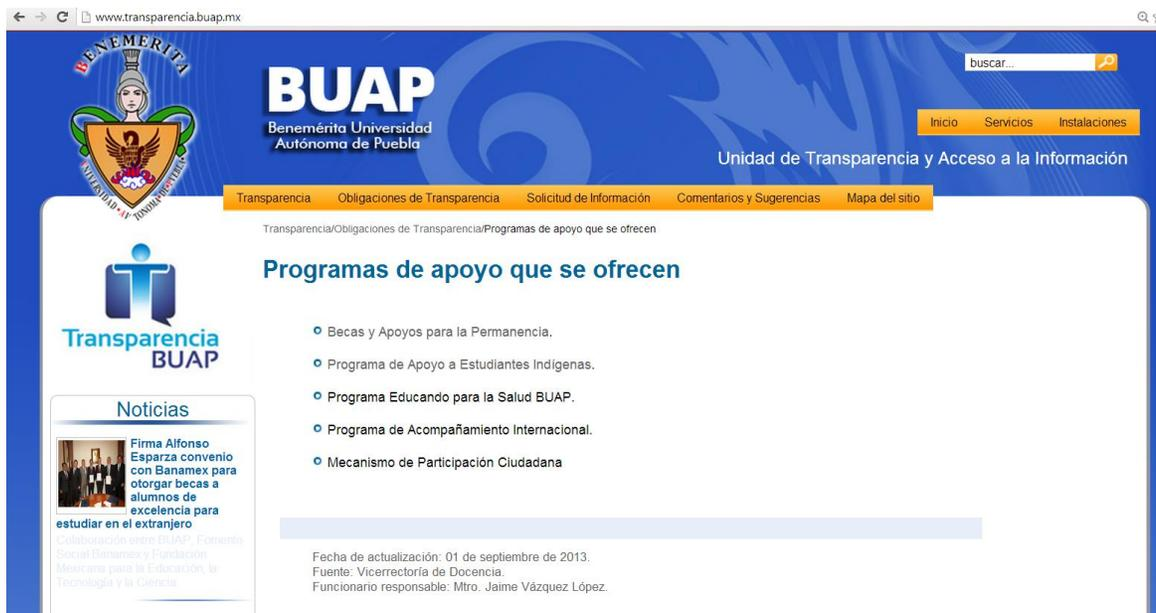 www.transparencia.buap.mx
BENEMERITA
UNIVERSIDAD AUTONOMA DE PUEBLA
BUAP
Benemérita Universidad
Autónoma de Puebla
buscar...
Inicio Servicios Instalaciones
Unidad de Transparencia y Acceso a la Información
Transparencia Obligaciones de Transparencia Solicitud de Información Comentarios y Sugerencias Mapa del sitio
Transparencia/Obligaciones de Transparencia/Programas de apoyo que se ofrecen
Programas de apoyo que se ofrecen
Becas y Apoyos para la Permanencia.
Programa de Apoyo a Estudiantes Indígenas.
Programa Educando para la Salud BUAP.
Programa de Acompañamiento Internacional.
Mecanismo de Participación Ciudadana
Fecha de actualización: 01 de septiembre de 2013.
Fuente: Vicerrectoría de Docencia.
Funcionario responsable: Mtro. Jaime Vázquez López.
Transparencia
BUAP
Noticias
Firma Alfonso
Esparza convenio
con Banamex para
otorgar becas a
alumnos de
excelencia para
estudiar en el extranjero
Colaboración entre BUAP, Fomento
Social Banamex y Fundación
Mexicana para la Educación, la
Tecnología y la Ciencia